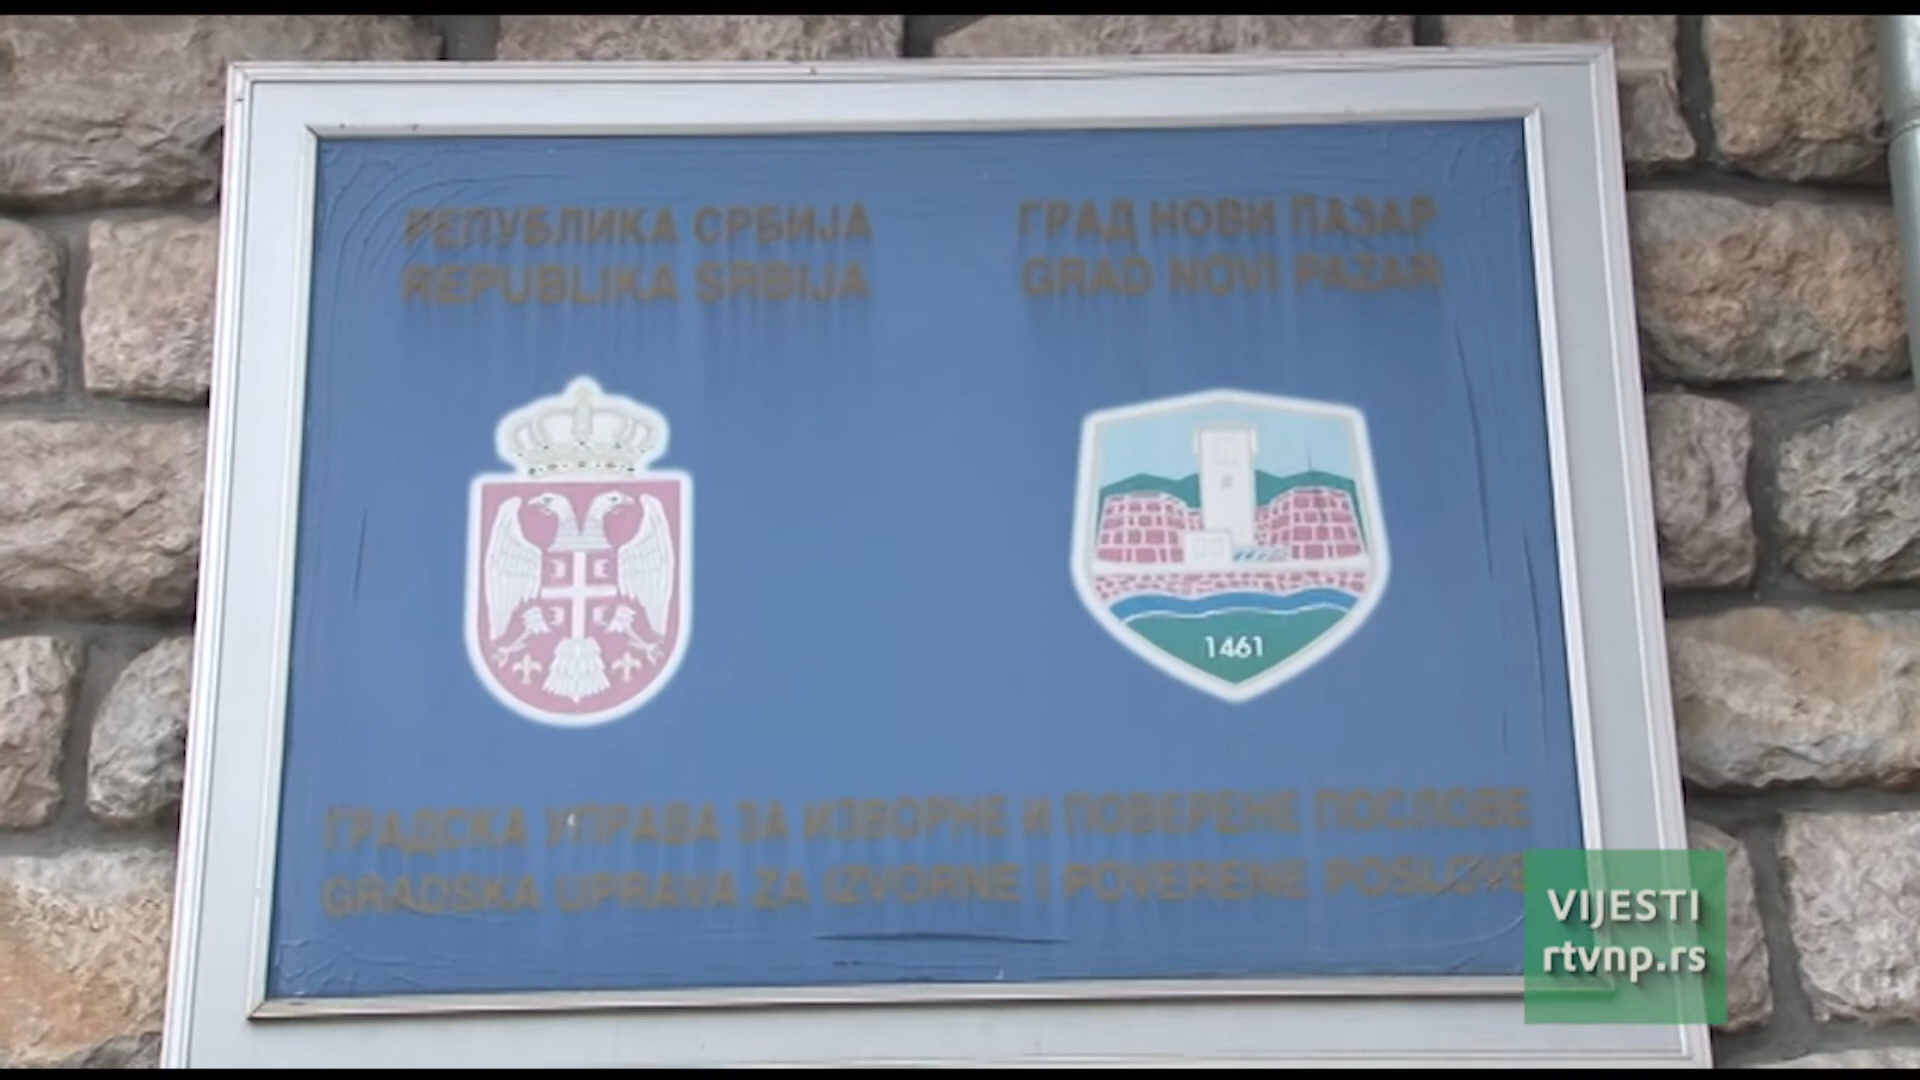 РЕПУБЛИКА СРБИЈА
REPUBLIKA SRBIJA
ГРАД НОВИ ПАЗАР
GRAD NOVI PAZAR
1461
ГРАДСКА УПРАВА ЗА ИЗВОРНЕ И ПОВЕРЕНЕ ПОСЛОВЕ
GRADSKA UPRAVA ZA IZVORNE I POVERENE POSLOVE
VIJESTI
rtvnp.rs